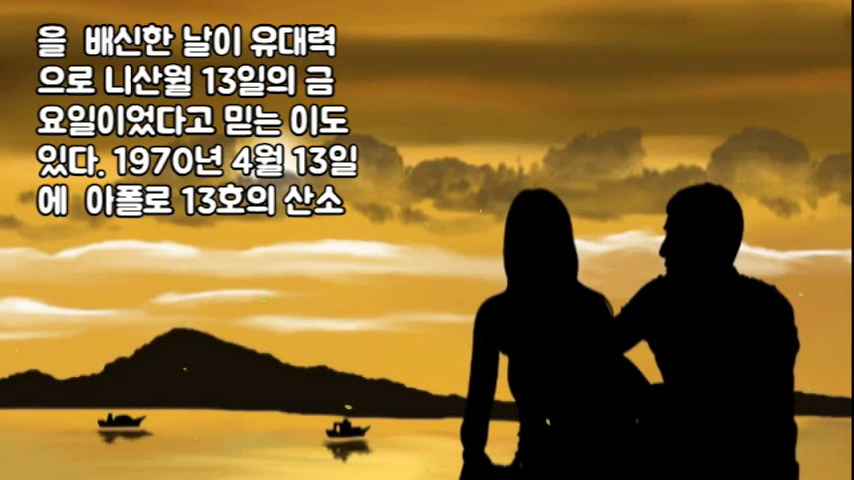 을  배신한 날이 유대력
으로 니산월 13일의 금
요일이었다고 믿는 이도
있다. 1970년 4월 13일
에  아폴로 13호의 산소